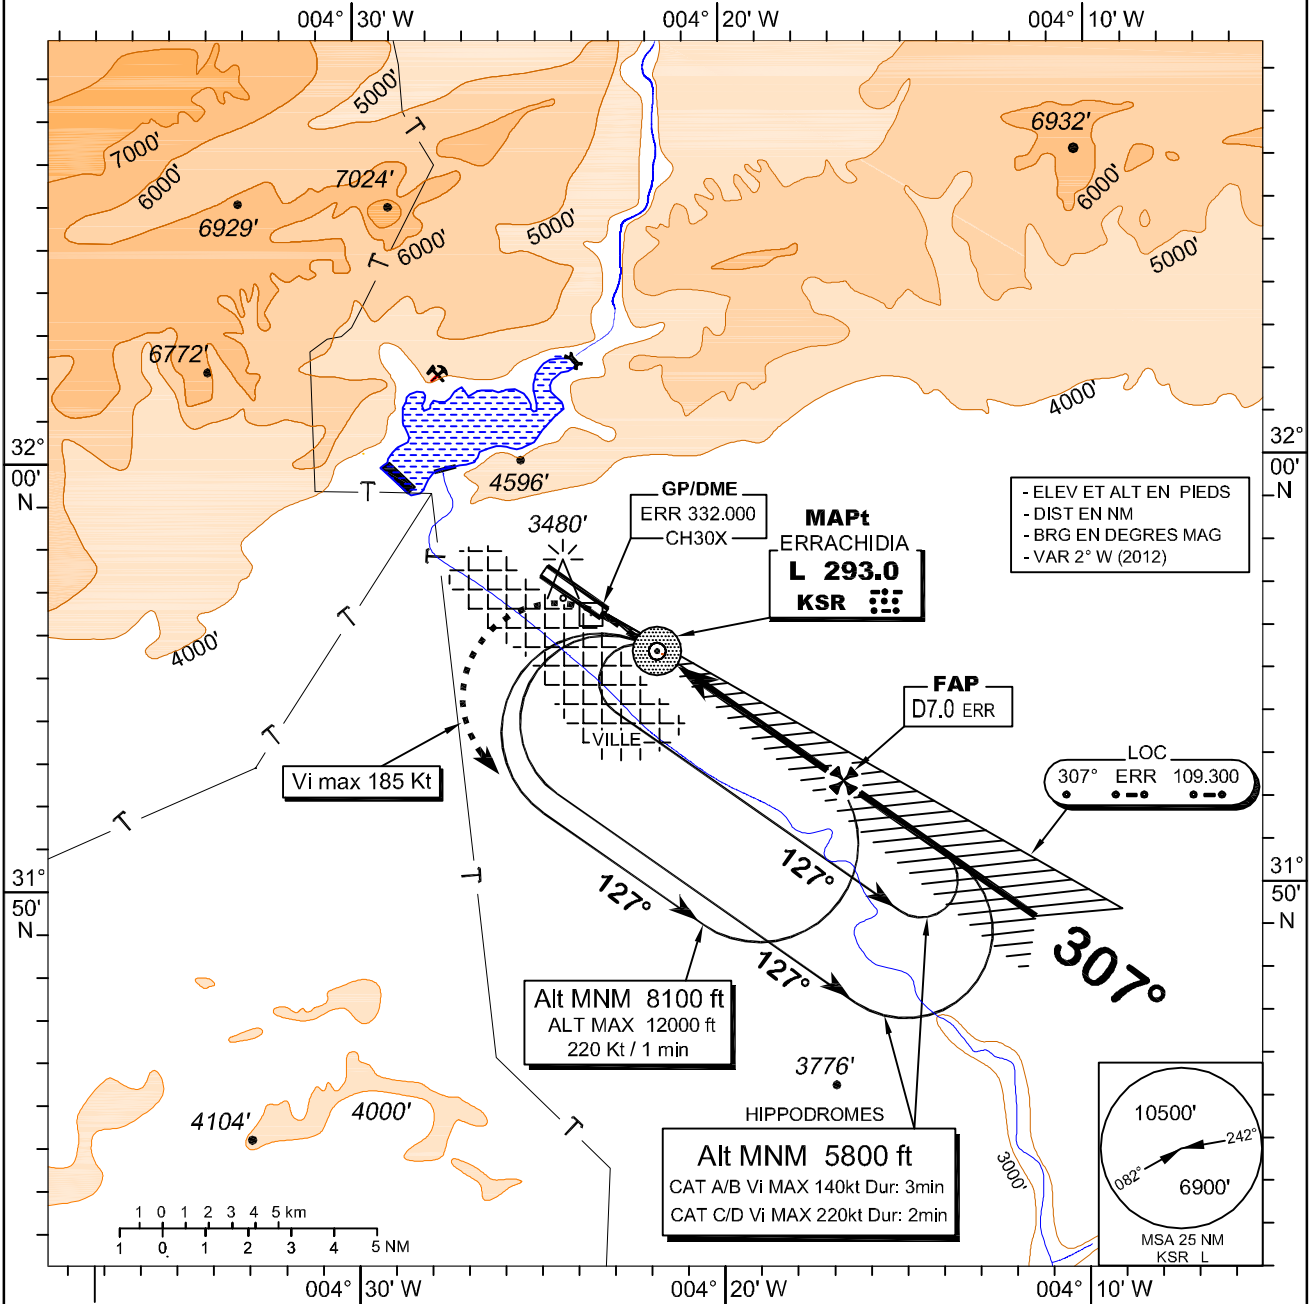 004° 30' W
004° 20' W
004° 10' W
5000'
7000'
6000'
T
7024'
6929'
6000'
5000'
T
6932'
6000'
5000'
6772'
4000'
32°
00'
N
32°
00'
N
4596'
T
GP/DME
ERR 332.000
CH30X
3480'
MAPt
ERRACHIDIA
L 293.0
KSR
- ELEV ET ALT EN PIEDS
- DIST EN NM
- BRG EN DEGRES MAG
- VAR 2° W (2012)
T
T
4000'
FAP
D7.0 ERR
T
VILLE
LOC
307° ERR 109.300
Vi max 185 Kt
T
T
127°
127°
127°
31°
50'
N
31°
50'
N
307°
Alt MNM 8100 ft
ALT MAX 12000 ft
220 Kt / 1 min
3776'
HIPPODROMES
Alt MNM 5800 ft
CAT A/B Vi MAX 140kt Dur: 3min
CAT C/D Vi MAX 220kt Dur: 2min
4104'
4000'
T
3000'
10500'
242°
082°
6900'
MSA 25 NM
KSR L
1 0 1 2 3 4 5 km
1 0 1 2 3 4 5 NM
004° 30' W
004° 20' W
004° 10' W